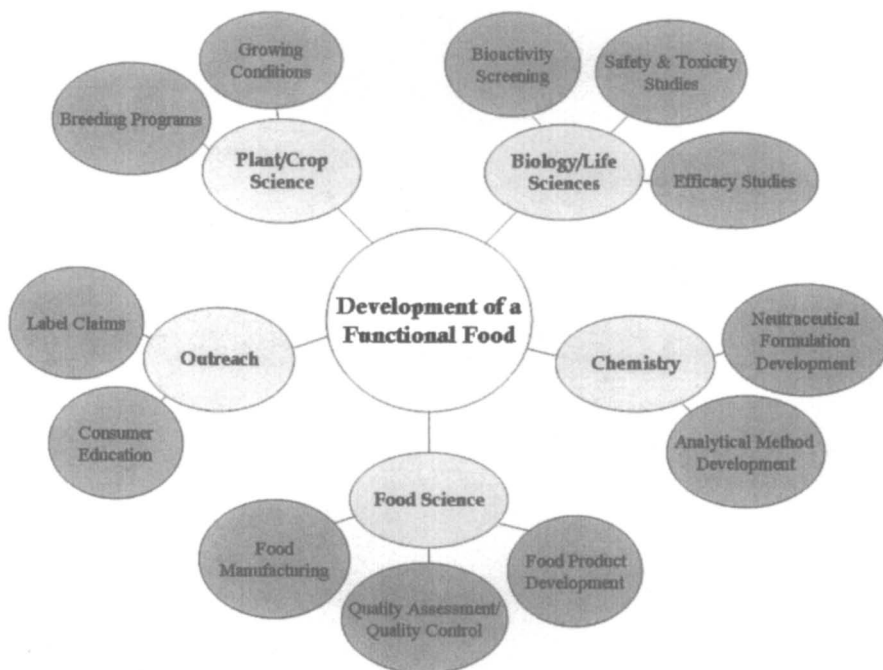 Growing
Conditions
Breeding Programs
Plant/Crop
Science
Bioactivity
Screening
Safety & Toxicity
Studies
Biology/Life
Sciences
Efficacy Studies
Development of a
Functional Food
Label Claims
Outreach
Consumer
Education
Chemistry
Neutraceutical
Formulation
Development
Analytical Method
Development
Food Science
Food
Manufacturing
Quality Assessment/
Quality Control
Food Product
Development